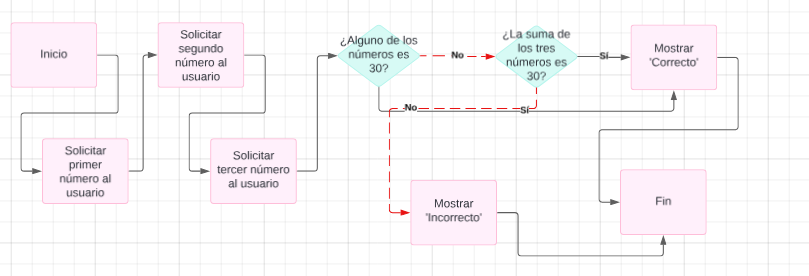 Inicio
Solicitar
segundo
número al
usuario
¿Alguno de los
números es
30?
No
¿La suma de
los tres
números es
30?
Sí
Mostrar
'Correcto'
No
Sí
Solicitar
primer
número al
usuario
Solicitar
tercer número
al usuario
Mostrar
'Incorrecto'
Fin